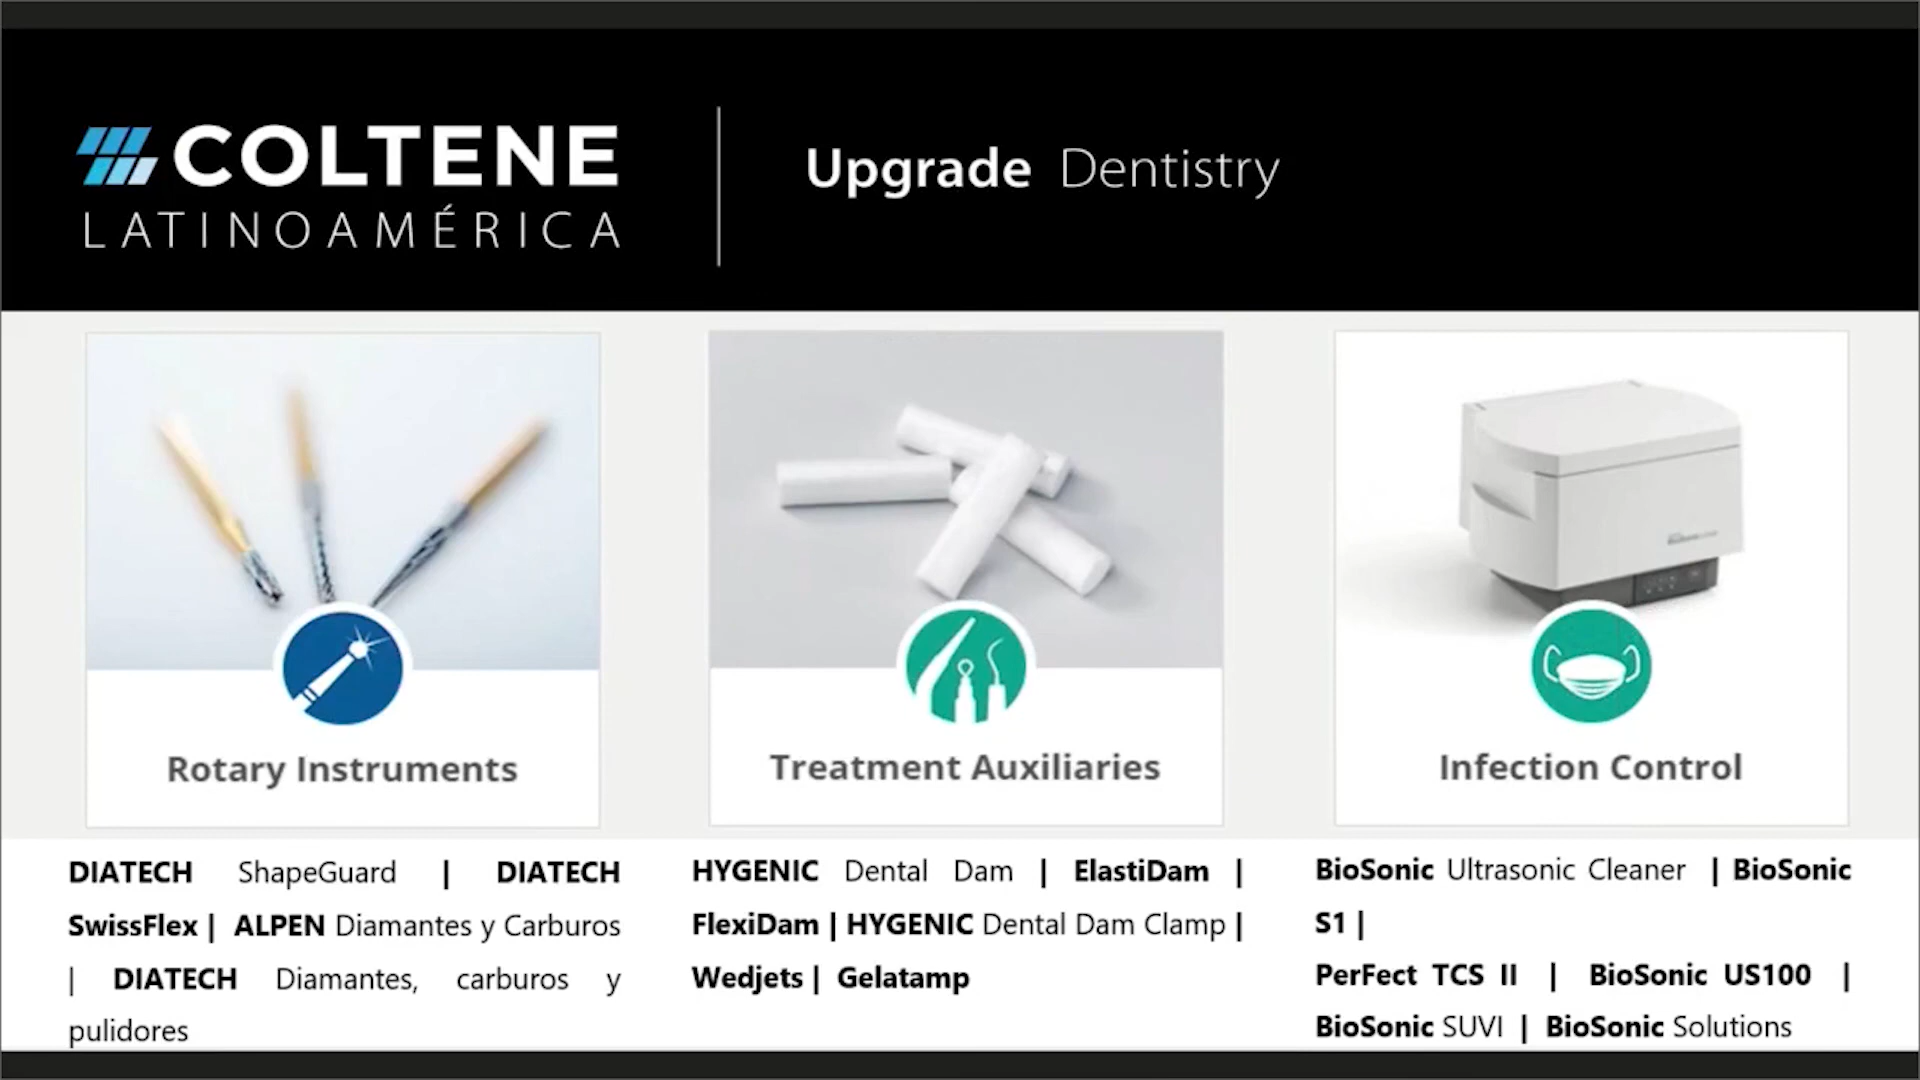 COLTENE
LATINOAMÉRICA
Upgrade Dentistry
Rotary Instruments
Treatment Auxiliaries
Infection Control
DIATECH ShapeGuard | DIATECH
SwissFlex | ALPEN Diamantes y Carburos
| DIATECH Diamantes, carburos y
pulidores
HYGENIC Dental Dam | ElastiDam |
FlexiDam | HYGENIC Dental Dam Clamp |
Wedjets | Gelatamp
BioSonic Ultrasonic Cleaner | BioSonic
S1 |
PerFect TCS II | BioSonic US100 |
BioSonic SUVI | BioSonic Solutions